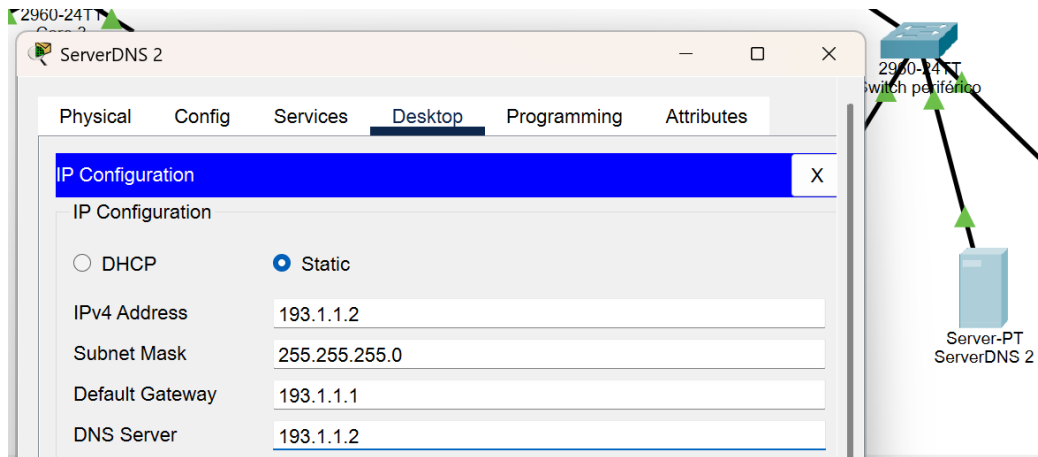 2960-24TT
ServerDNS 2
Physical Config Services Desktop Programming Attributes
IP Configuration X
IP Configuration
DHCP Static
IPv4 Address 193.1.1.2
Subnet Mask 255.255.255.0
Default Gateway 193.1.1.1
DNS Server 193.1.1.2
2960-24TT
Switch periférico
Server-PT
ServerDNS 2